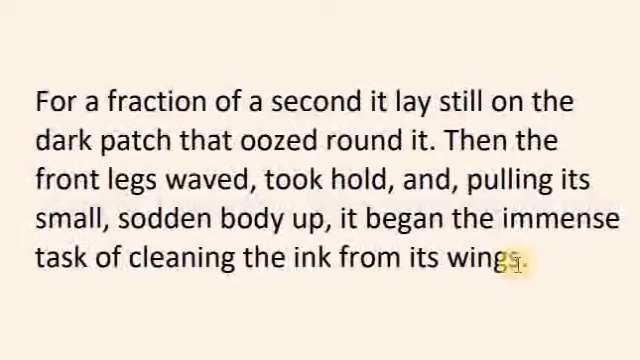 For a fraction of a second it lay still on the
dark patch that oozed round it. Then the
front legs waved, took hold, and, pulling its
small, sodden body up, it began the immense
task of cleaning the ink from its wings.